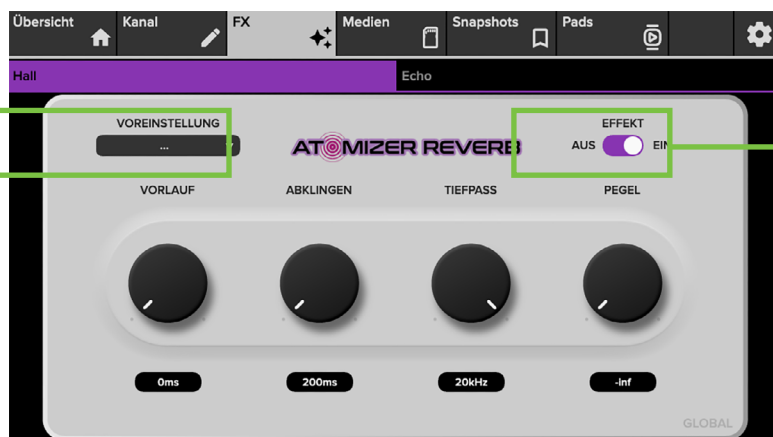 Übersicht Kanal FX Medien Snapshots Pads
Hall Echo
VOREINSTELLUNG EFFEKT
... ATOMIZER REVERB AUS EIN
VORLAUF ABKLINGEN TIEFPASS PEGEL
0ms 200ms 20kHz -inf
GLOBAL